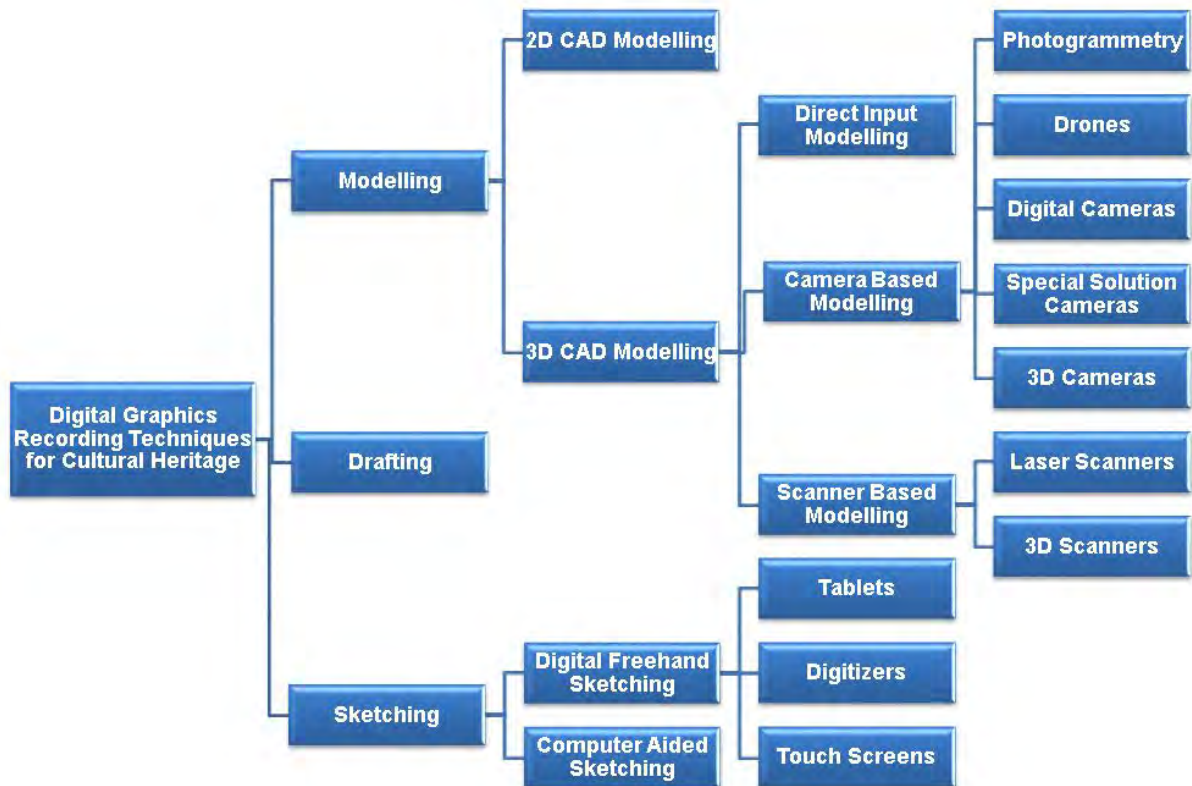 Digital Graphics
Recording Techniques
for Cultural Heritage
Modelling
2D CAD Modelling
3D CAD Modelling
Direct Input
Modelling
Camera Based
Modelling
Photogrammetry
Drones
Digital Cameras
Special Solution
Cameras
3D Cameras
Scanner Based
Modelling
Laser Scanners
3D Scanners
Drafting
Sketching
Digital Freehand
Sketching
Tablets
Digitizers
Touch Screens
Computer Aided
Sketching